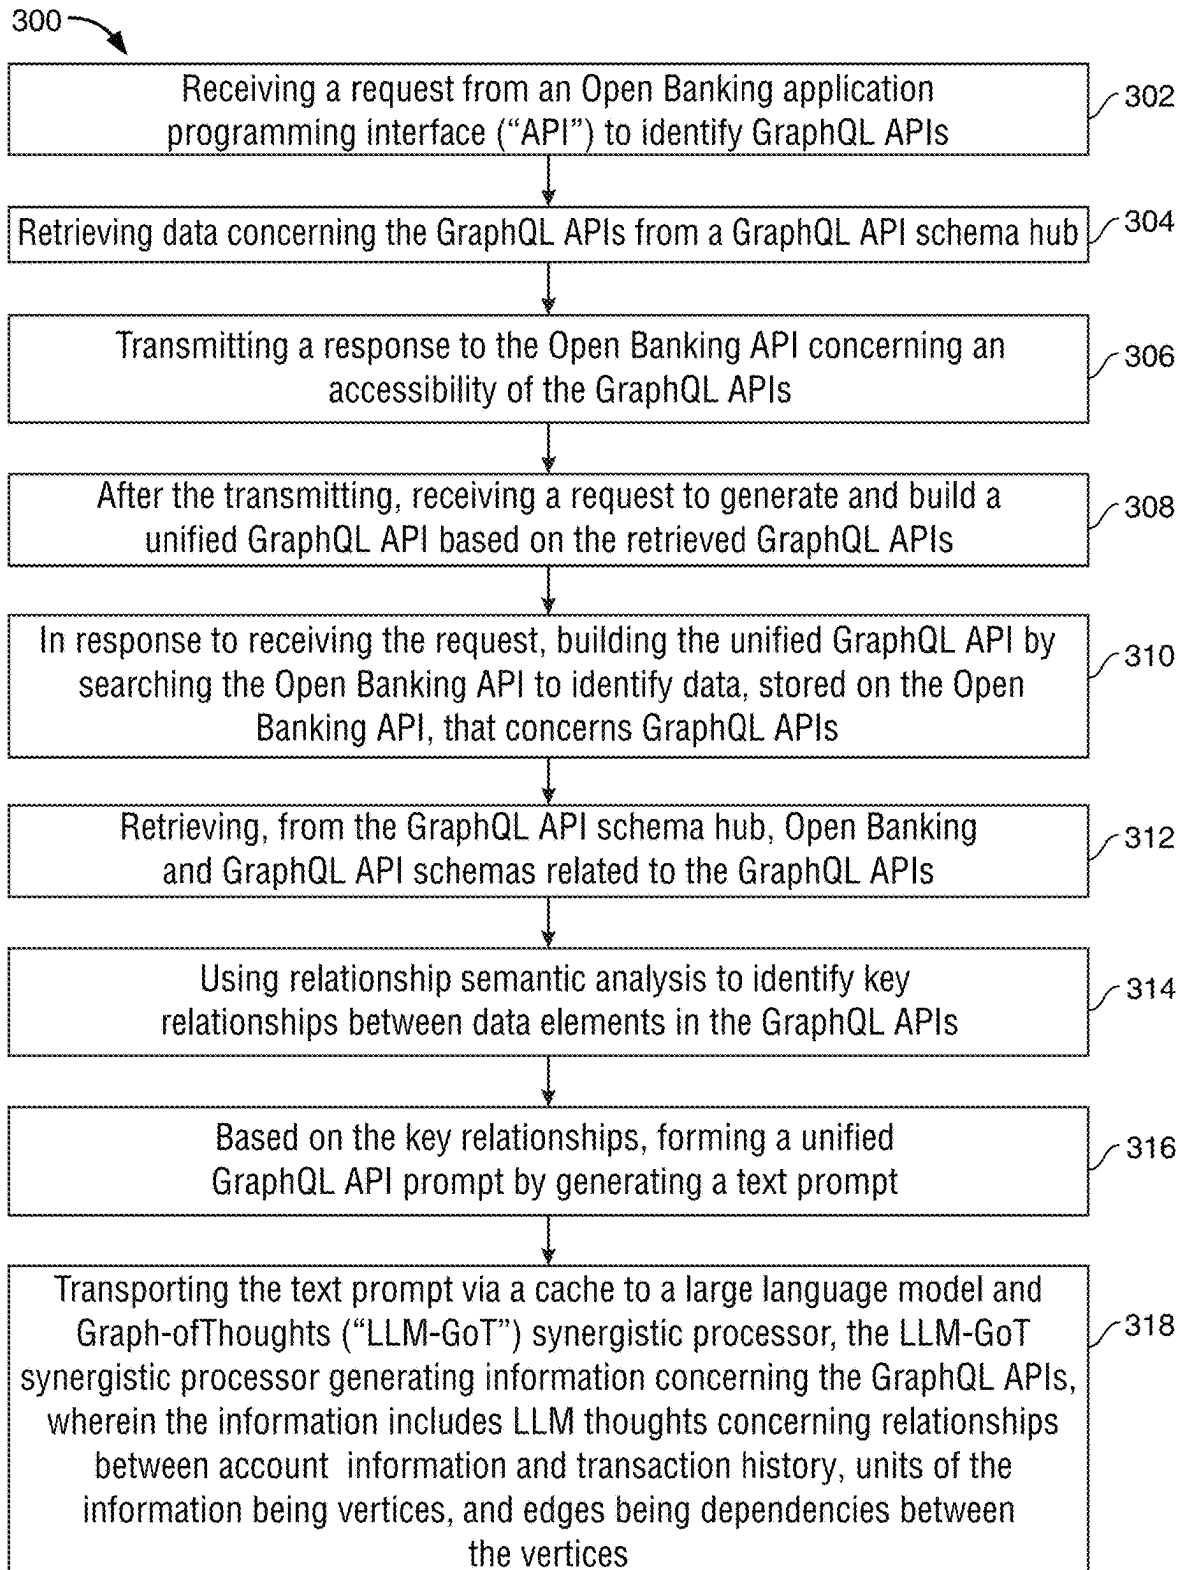 300
Receiving a request from an Open Banking application
programming interface (“API”) to identify GraphQL APIs
302
Retrieving data concerning the GraphQL APIs from a GraphQL API schema hub
304
Transmitting a response to the Open Banking API concerning an
accessibility of the GraphQL APIs
306
After the transmitting, receiving a request to generate and build a
unified GraphQL API based on the retrieved GraphQL APIs
308
In response to receiving the request, building the unified GraphQL API by
searching the Open Banking API to identify data, stored on the Open
Banking API, that concerns GraphQL APIs
310
Retrieving, from the GraphQL API schema hub, Open Banking
and GraphQL API schemas related to the GraphQL APIs
312
Using relationship semantic analysis to identify key
relationships between data elements in the GraphQL APIs
314
Based on the key relationships, forming a unified
GraphQL API prompt by generating a text prompt
316
Transporting the text prompt via a cache to a large language model and
Graph-ofThoughts (“LLM-GoT”) synergistic processor, the LLM-GoT
synergistic processor generating information concerning the GraphQL APIs,
wherein the information includes LLM thoughts concerning relationships
between account information and transaction history, units of the
information being vertices, and edges being dependencies between
the vertices
318